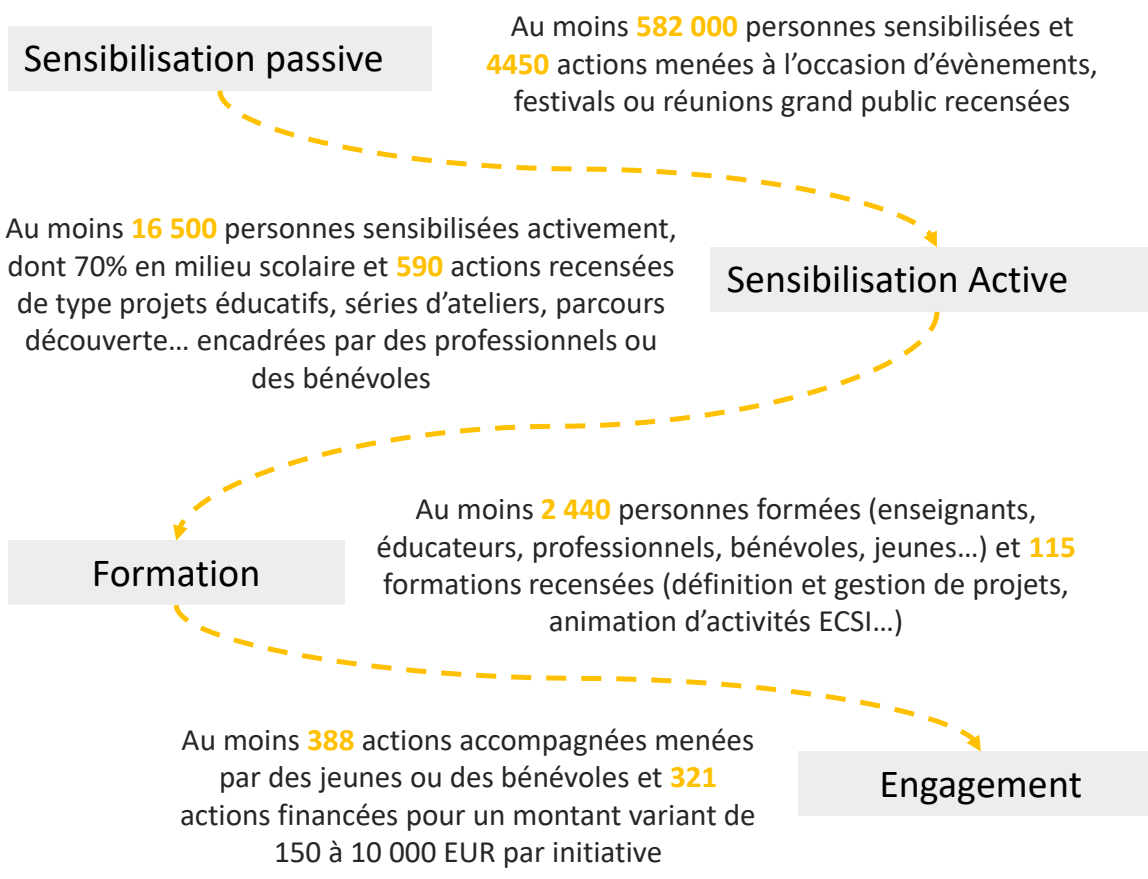 Sensibilisation passive
Au moins 582 000 personnes sensibilisées et
4450 actions menées à l’occasion d’évènements,
festivals ou réunions grand public recensées
Au moins 16 500 personnes sensibilisées activement,
dont 70% en milieu scolaire et 590 actions recensées
de type projets éducatifs, séries d’ateliers, parcours
découverte… encadrées par des professionnels ou
des bénévoles
Sensibilisation Active
Formation
Au moins 2 440 personnes formées (enseignants,
éducateurs, professionnels, bénévoles, jeunes…) et 115
formations recensées (définition et gestion de projets,
animation d’activités ECSI…)
Au moins 388 actions accompagnées menées
par des jeunes ou des bénévoles et 321
actions financées pour un montant variant de
150 à 10 000 EUR par initiative
Engagement